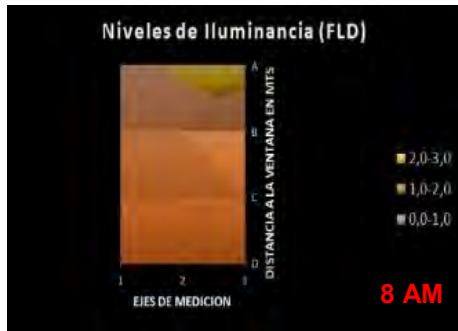 Niveles de Iluminancia (FLD)
A
B
C
D
DISTANCIA A LA VENTANA EN MTS
1 2 3
EJES DE MEDICION
2,0-3,0
1,0-2,0
0,0-1,0
8 AM